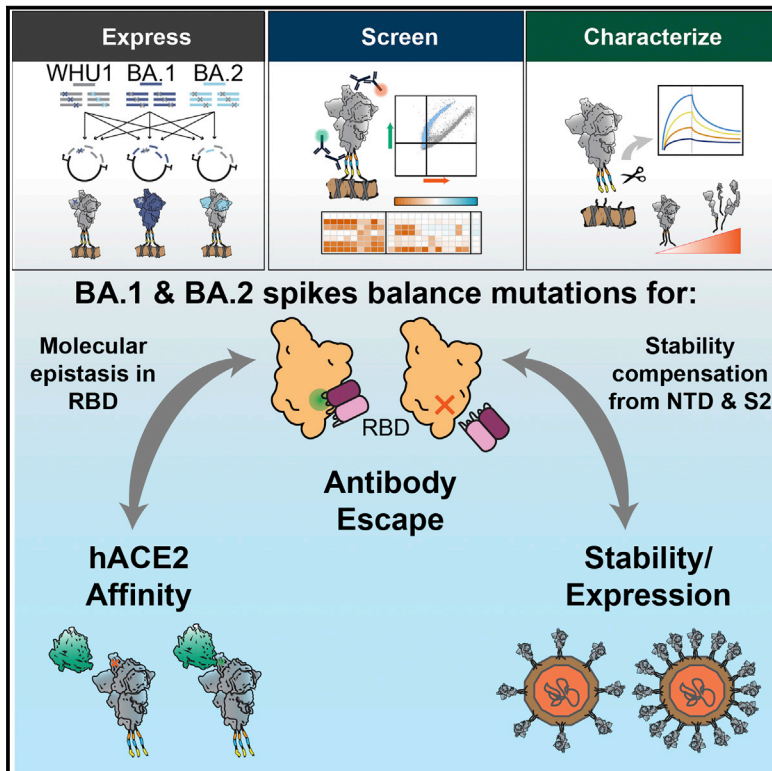 Express
Screen
Characterize
WHU1 BA.1 BA.2
BA.1 & BA.2 spikes balance mutations for:
Molecular
epistasis in
RBD
RBD
Stability
compensation
from NTD & S2
Antibody
Escape
hACE2
Affinity
Stability/
Expression